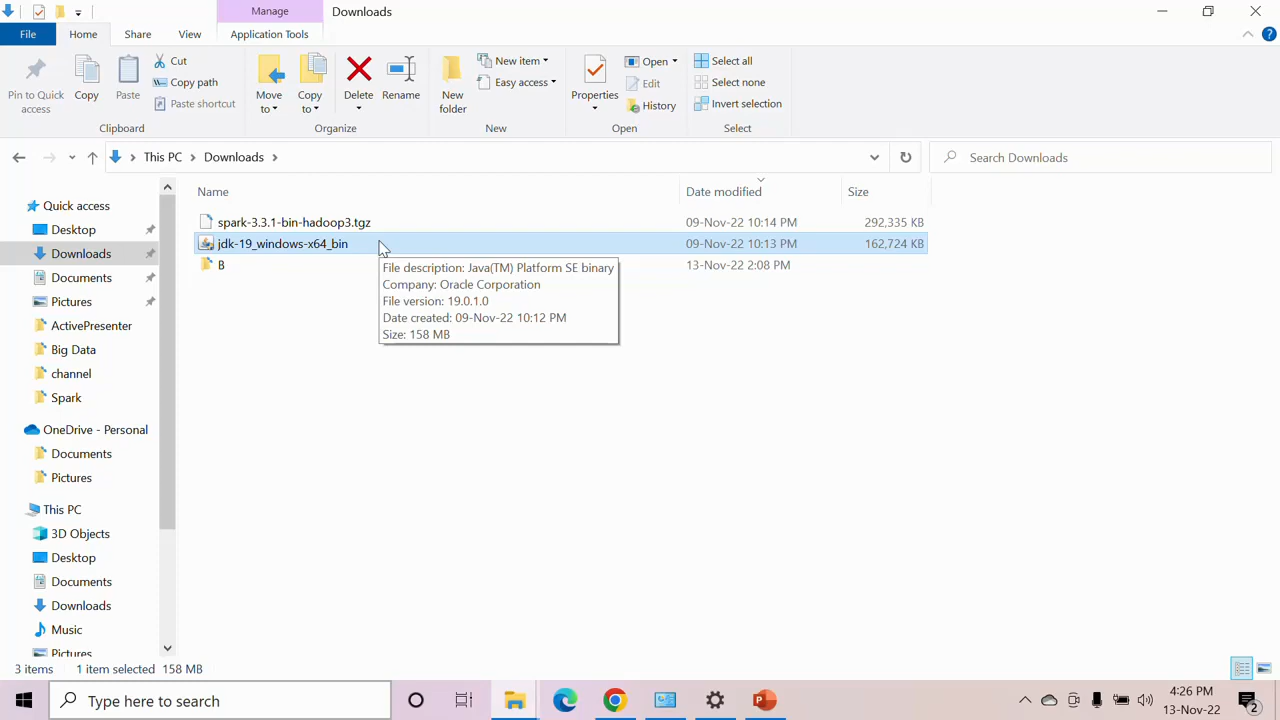 Manage
Downloads
File
Home
Share
View
Application Tools
Pin to Quick access
Copy
Paste
Cut
Copy path
Paste shortcut
Clipboard
Move to
Copy to
Delete
Rename
Organize
New folder
New item
Easy access
New
Properties
Open
Edit
History
Open
Select all
Select none
Invert selection
Select
This PC
Downloads
Search Downloads
Name
Date modified
Size
spark-3.3.1-bin-hadoop3.tgz 09-Nov-22 10:14 PM 292,335 KB
jdk-19_windows-x64_bin 09-Nov-22 10:13 PM 162,724 KB
B 13-Nov-22 2:08 PM
File description: Java(TM) Platform SE binary
Company: Oracle Corporation
File version: 19.0.1.0
Date created: 09-Nov-22 10:12 PM
Size: 158 MB
Quick access
Desktop
Downloads
Documents
Pictures
ActivePresenter
Big Data
channel
Spark
OneDrive - Personal
Documents
Pictures
This PC
3D Objects
Desktop
Documents
Downloads
Music
Pictures
3 items 1 item selected 158 MB
Type here to search
4:26 PM
13-Nov-22
2